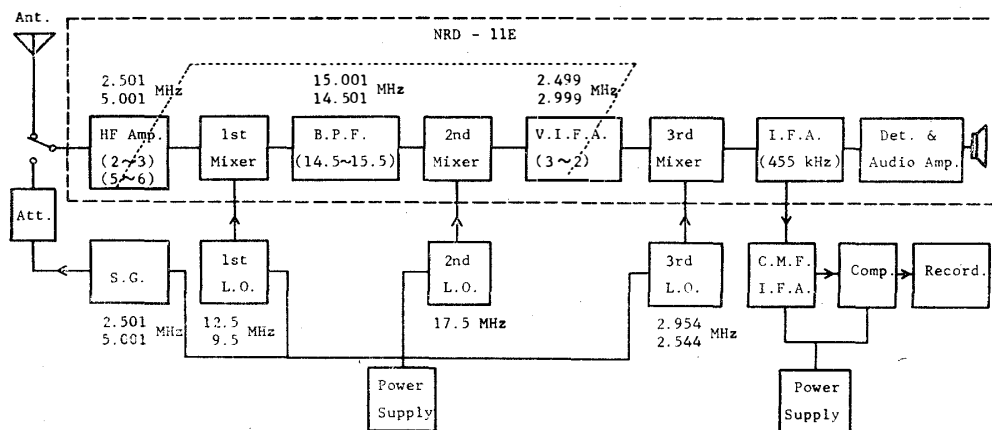 Ant.
NRD - 11E
2.501
5.001 MHz
15.001
14.501 MHz
2.499
2.999 MHz
HF Amp.
(2~3)
(5~6)
1st
Mixer
B.P.F.
(14.5~15.5)
2nd
Mixer
V.I.F.A.
(3~2)
3rd
Mixer
I.F.A.
(455 kHz)
Det. &
Audio Amp.
Att.
S.G.
1st
L.O.
2nd
L.O.
3rd
L.O.
C.M.F.
I.F.A.
Comp.
Record.
2.501
5.001 MHz
12.5
9.5 MHz
17.5 MHz
2.954
2.544 MHz
Power
Supply
Power
Supply